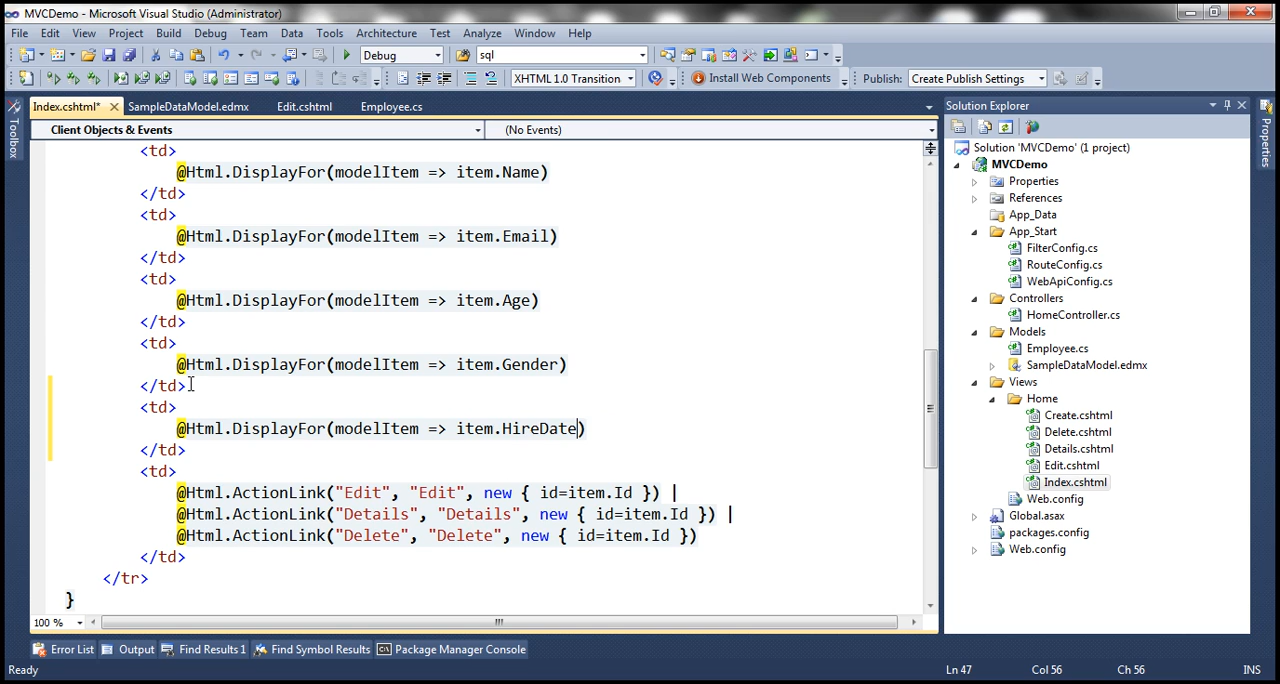 MVCDemo - Microsoft Visual Studio (Administrator)
File Edit View Project Build Debug Team Data Tools Architecture Test Analyze Window Help
Debug sql
XHTML 1.0 Transition Install Web Components Publish: Create Publish Settings
Index.cshtml* SampleDataModel.edmx Edit.cshtml Employee.cs
Client Objects & Events (No Events)
Toolbox
<td>
@Html.DisplayFor(modelItem => item.Name)
</td>
<td>
@Html.DisplayFor(modelItem => item.Email)
</td>
<td>
@Html.DisplayFor(modelItem => item.Age)
</td>
<td>
@Html.DisplayFor(modelItem => item.Gender)
</td>
<td>
@Html.DisplayFor(modelItem => item.HireDate)
</td>
<td>
@Html.ActionLink("Edit", "Edit", new { id=item.Id }) |
@Html.ActionLink("Details", "Details", new { id=item.Id }) |
@Html.ActionLink("Delete", "Delete", new { id=item.Id })
</td>
</tr>
}
100 %
Solution Explorer
Solution 'MVCDemo' (1 project)
MVCDemo
Properties
References
App_Data
App_Start
FilterConfig.cs
RouteConfig.cs
WebApiConfig.cs
Controllers
HomeController.cs
Models
Employee.cs
SampleDataModel.edmx
Views
Home
Create.cshtml
Delete.cshtml
Details.cshtml
Edit.cshtml
Index.cshtml
Web.config
Global.asax
packages.config
Web.config
Properties
Error List Output Find Results 1 Find Symbol Results Package Manager Console
Ready Ln 47 Col 56 Ch 56 INS